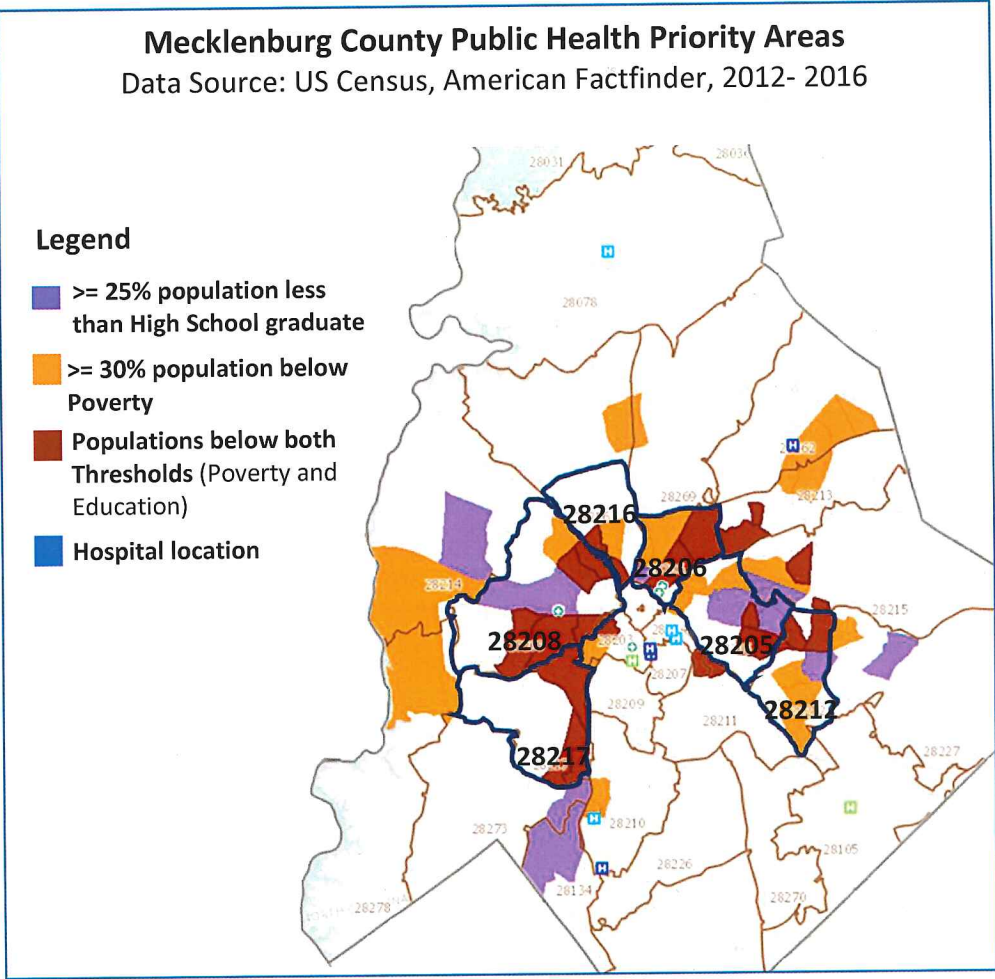 Mecklenburg County Public Health Priority Areas
Data Source: US Census, American Factfinder, 2012- 2016
28031
28078
Legend
>= 25% population less
than High School graduate
>= 30% population below
Poverty
Populations below both
Thresholds (Poverty and
Education)
Hospital location
H
H
28269
28213
28216
28206
28214
28215
4
28208
28203
28205
H
H
H
H
28207
28209
28212
28211
28217
28227
H
H
28210
28273
28105
28226
H
28134
28270
28278